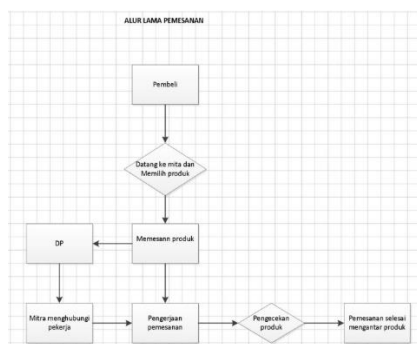 ALUR LAMA PEMESANAN
Pembeli
Datang ke mita dan
Memilih produk
DP
Memesann produk
Mitra menghubungi
pekerja
Pengerjaan
pemesanan
Pengecekan
produk
Pemesanan selesai
mengantar produk